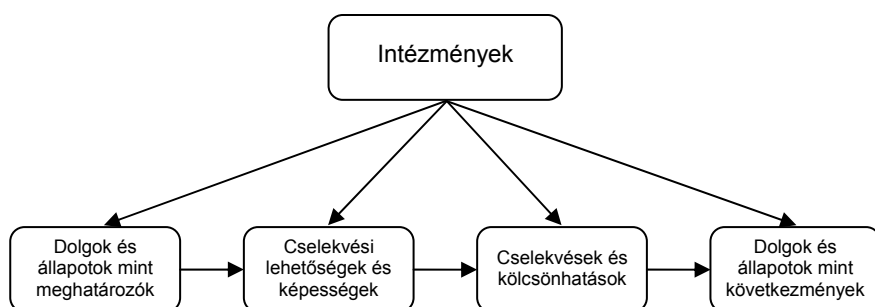 Intézmények
Dolgok és
állapotok mint
meghatározók
Cselekvési
lehetőségek és
képességek
Cselekvések és
kölcsönhatások
Dolgok és
állapotok mint
következmények